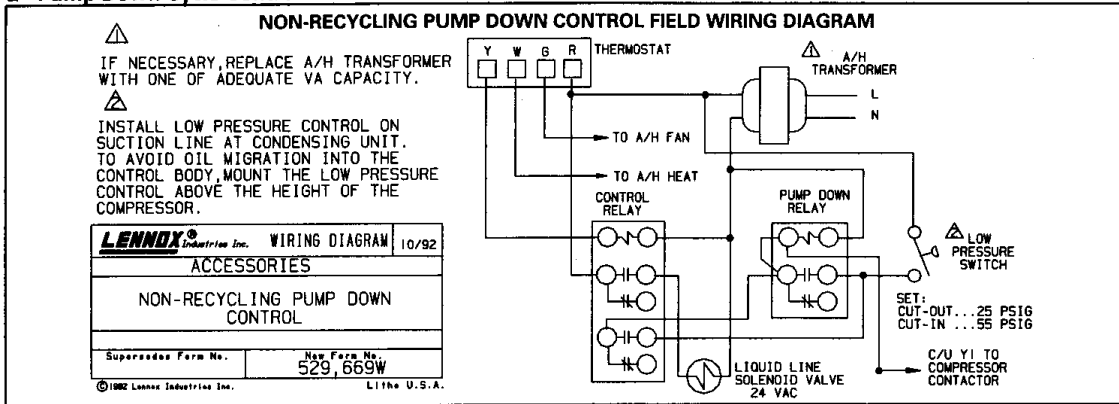 NON-RECYCLING PUMP DOWN CONTROL FIELD WIRING DIAGRAM
1
IF NECESSARY,REPLACE A/H TRANSFORMER
WITH ONE OF ADEQUATE VA CAPACITY.
2
INSTALL LOW PRESSURE CONTROL ON
SUCTION LINE AT CONDENSING UNIT.
TO AVOID OIL MIGRATION INTO THE
CONTROL BODY,MOUNT THE LOW PRESSURE
CONTROL ABOVE THE HEIGHT OF THE
COMPRESSOR.
LENNOX® Industries Inc. WIRING DIAGRAM 10/92
ACCESSORIES
NON-RECYCLING PUMP DOWN
CONTROL
Supersedes Form No. New Form No.
529,669W
©1992 Lennox Industries Inc. Litho U.S.A.
Y W G R THERMOSTAT
1 A/H
TRANSFORMER
L
N
TO A/H FAN
TO A/H HEAT
CONTROL
RELAY
PUMP DOWN
RELAY
2 LOW
PRESSURE
SWITCH
SET:
CUT-OUT...25 PSIG
CUT-IN ...55 PSIG
LIQUID LINE
SOLENOID VALVE
24 VAC
C/U Y1 TO
COMPRESSOR
CONTACTOR